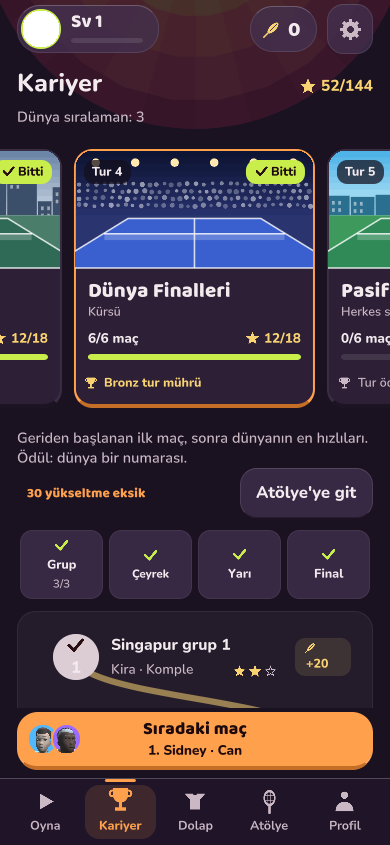 Sv 1
0
Kariyer
52/144
Dünya sıralaman: 3
Bitti
Tur 4
Bitti
Tur 5
Dünya Finalleri
Kürsü
Pasif
Herkes s
12/18
6/6 maç
12/18
0/6 maç
Bronz tur mührü
Tur öd
Geriden başlanan ilk maç, sonra dünyanın en hızlıları.
Ödül: dünya bir numarası.
30 yükseltme eksik
Atölye'ye git
Grup
3/3
Çeyrek
Yarı
Final
1
Singapur grup 1
Kira · Komple
+20
Sıradaki maç
1. Sidney · Can
Oyna
Kariyer
Dolap
Atölye
Profil